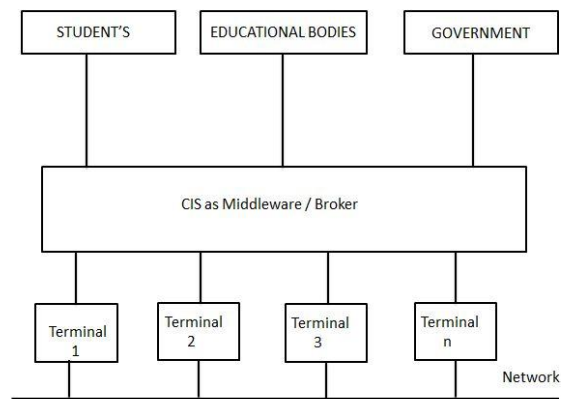 STUDENT'S
EDUCATIONAL BODIES
GOVERNMENT
CIS as Middleware / Broker
Terminal
1
Terminal
2
Terminal
3
Terminal
n
Network